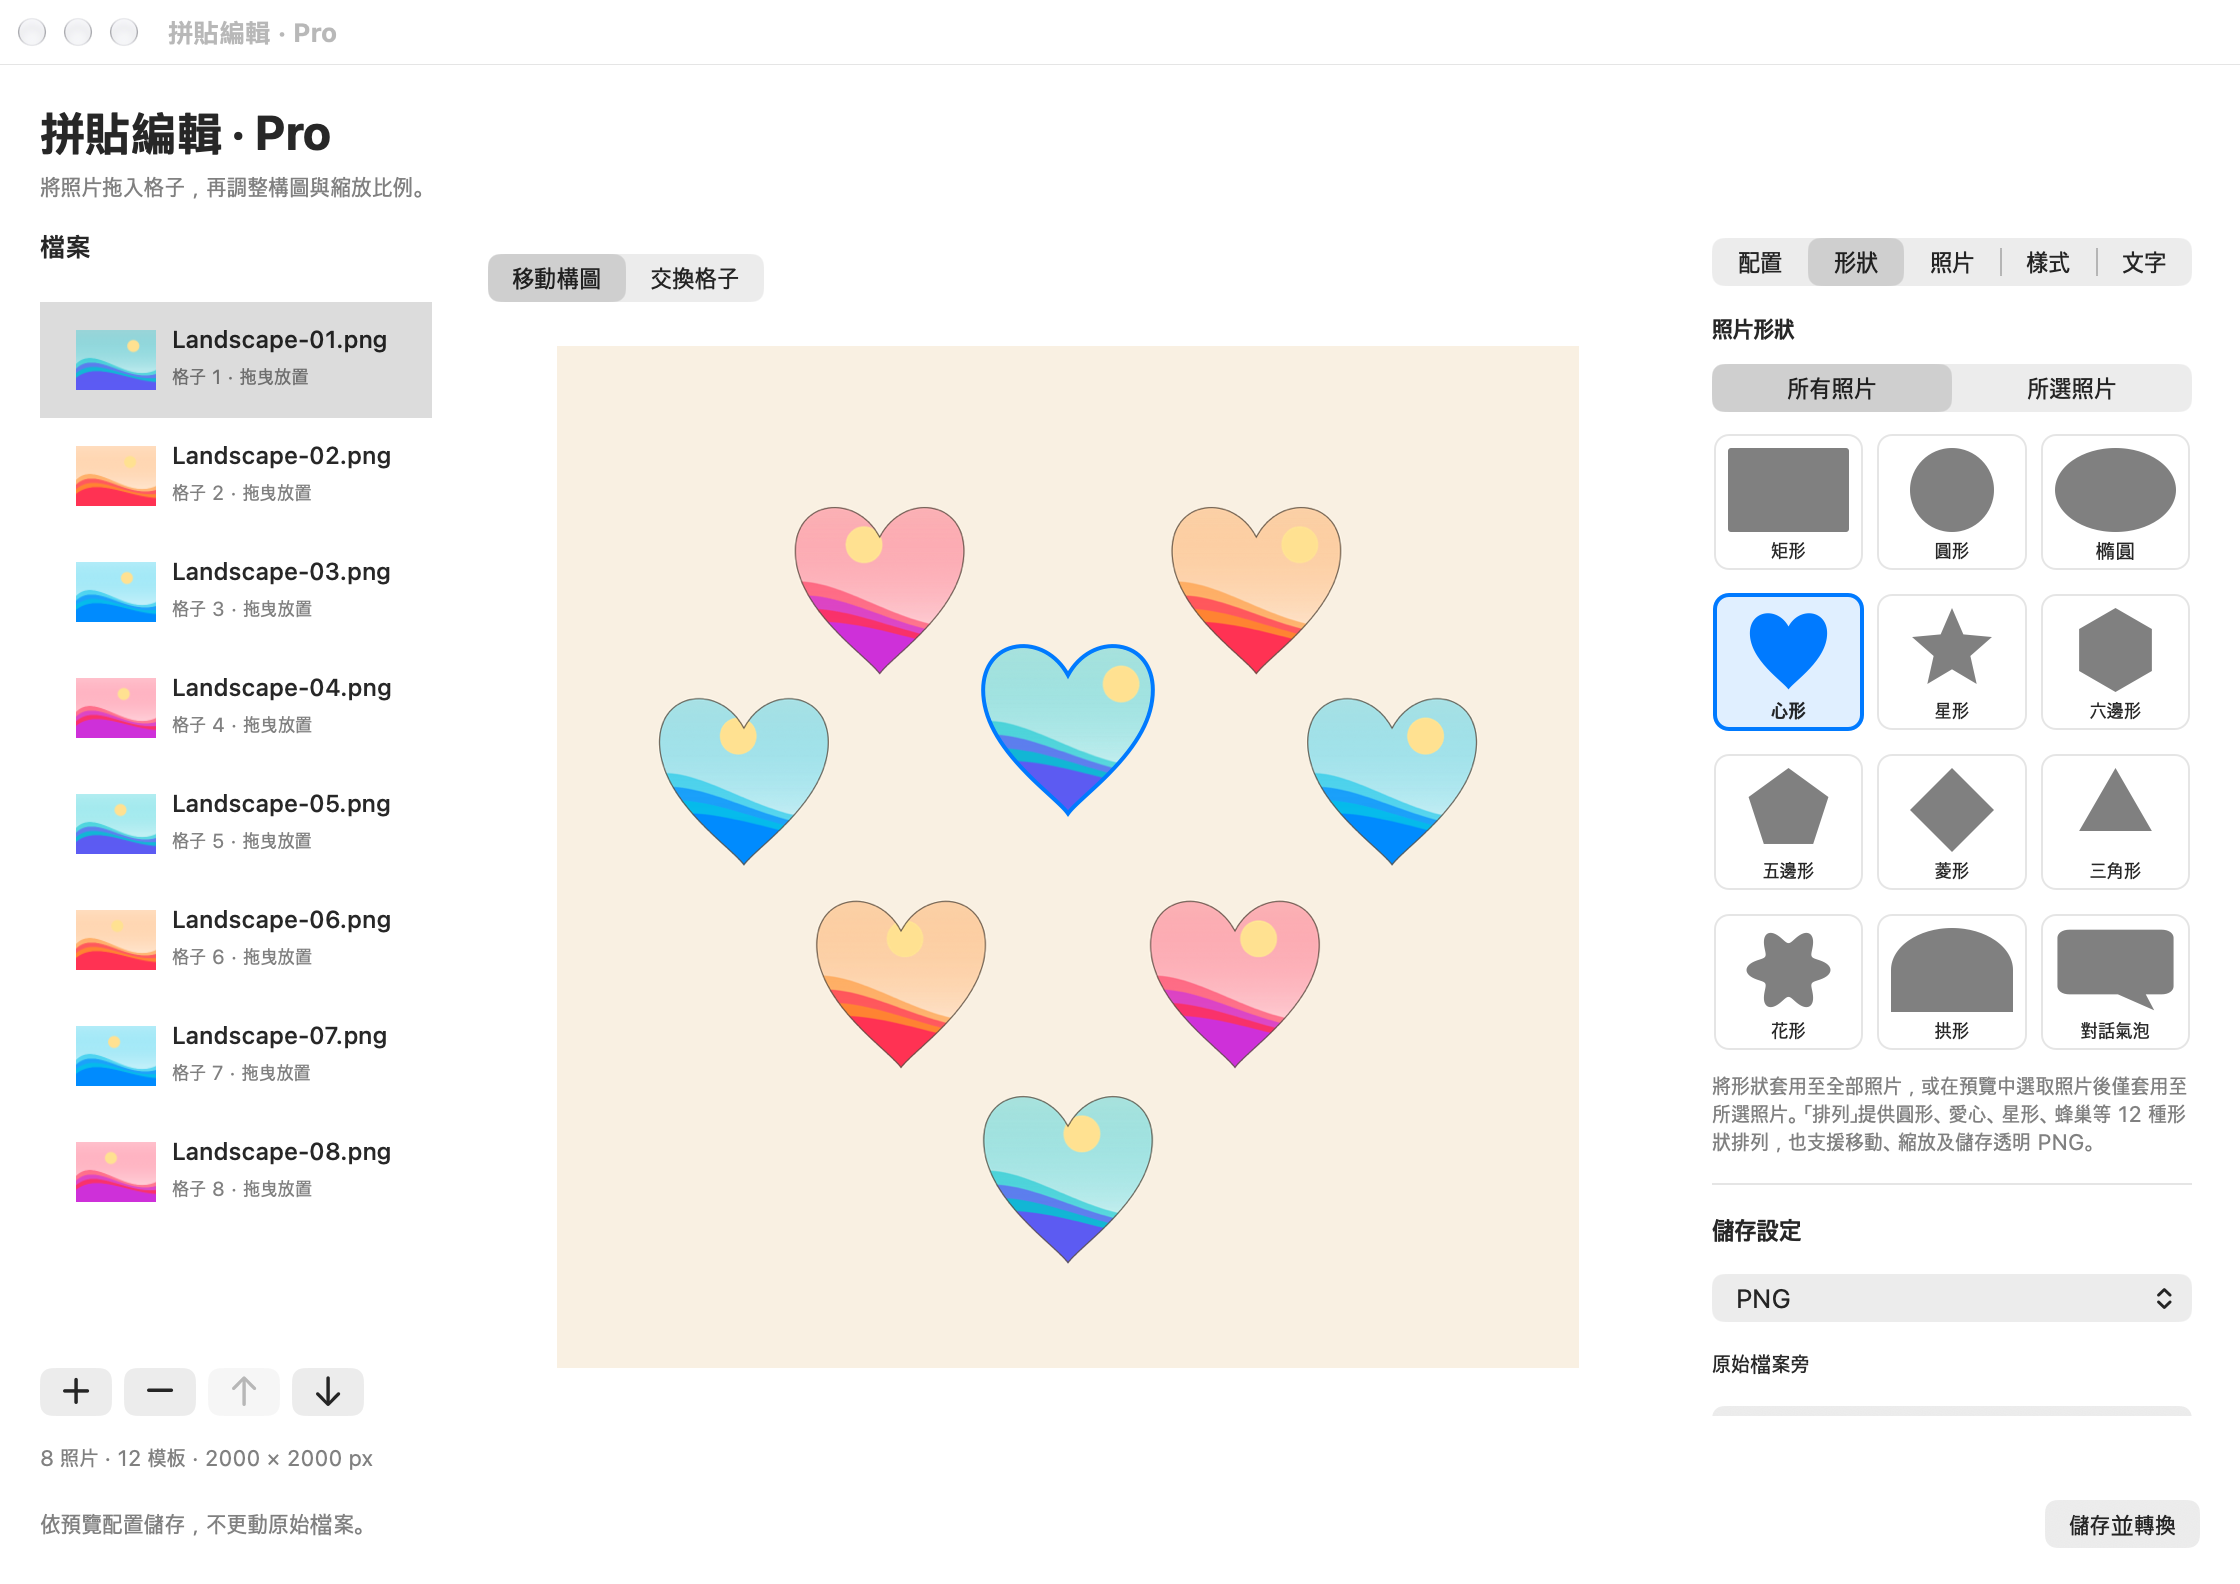 拼貼編輯 · Pro
拼貼編輯 · Pro
將照片拖入格子，再調整構圖與縮放比例。
檔案
Landscape-01.png
格子 1 · 拖曳放置
Landscape-02.png
格子 2 · 拖曳放置
Landscape-03.png
格子 3 · 拖曳放置
Landscape-04.png
格子 4 · 拖曳放置
Landscape-05.png
格子 5 · 拖曳放置
Landscape-06.png
格子 6 · 拖曳放置
Landscape-07.png
格子 7 · 拖曳放置
Landscape-08.png
格子 8 · 拖曳放置
8 照片 · 12 模板 · 2000 × 2000 px
依預覽配置儲存，不更動原始檔案。
移動構圖 交換格子
配置 形狀 照片 樣式 文字
照片形狀
所有照片 所選照片
矩形 圓形 橢圓
心形 星形 六邊形
五邊形 菱形 三角形
花形 拱形 對話氣泡
將形狀套用至全部照片，或在預覽中選取照片後僅套用至
所選照片。「排列」提供圓形、愛心、星形、蜂巢等 12 種形
狀排列，也支援移動、縮放及儲存透明 PNG。
儲存設定
PNG
原始檔案旁
儲存並轉換